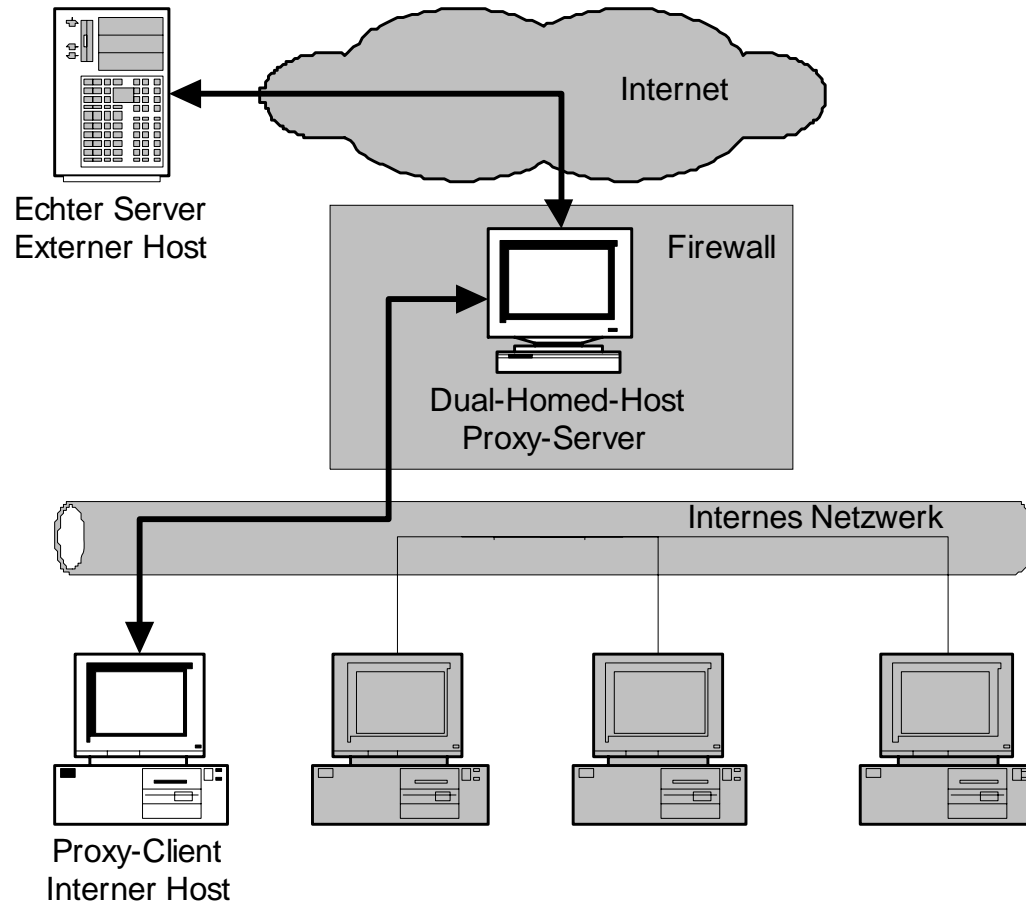 Internet
Echter Server
Externer Host
Firewall
Dual-Homed-Host
Proxy-Server
Internes Netzwerk
Proxy-Client
Interner Host